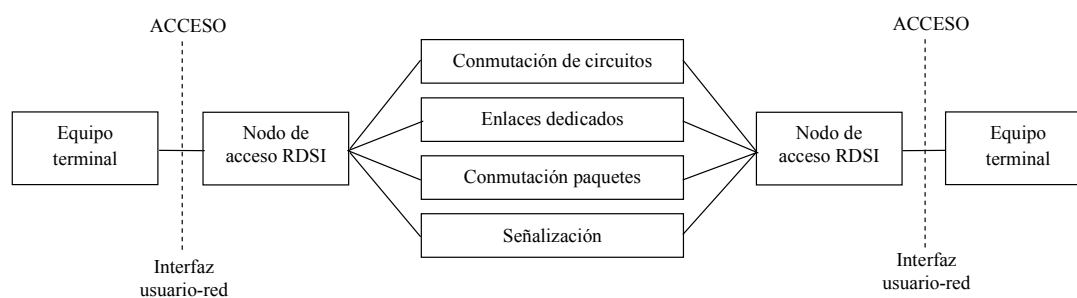 ACCESO
ACCESO
Conmutación de circuitos
Enlaces dedicados
Conmutación paquetes
Señalización
Equipo
terminal
Nodo de
acceso RDSI
Nodo de
acceso RDSI
Equipo
terminal
Interfaz
usuario-red
Interfaz
usuario-red